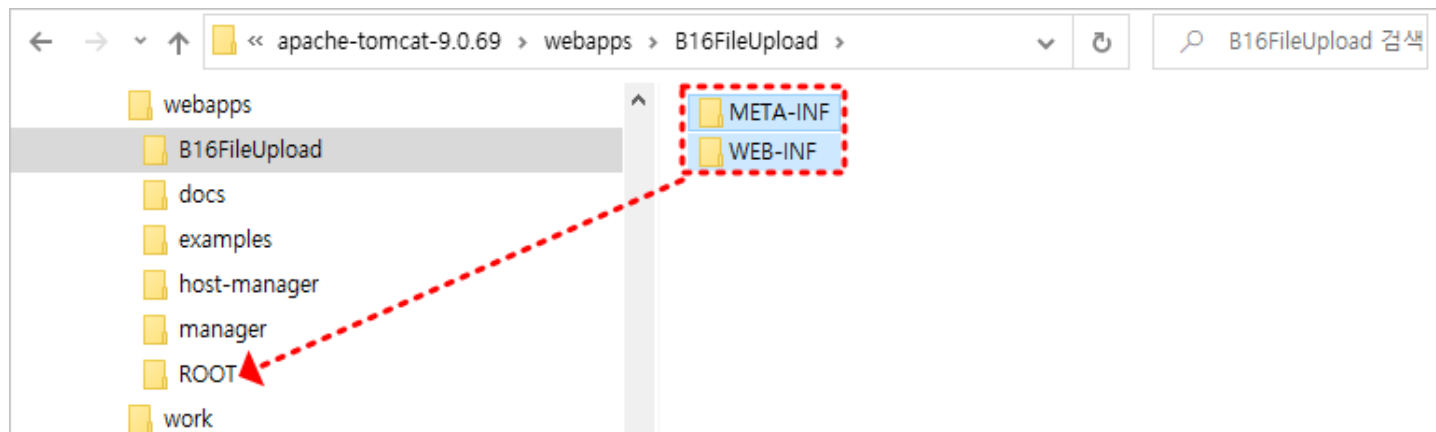 « apache-tomcat-9.0.69 > webapps > B16FileUpload >
B16FileUpload 검색
webapps
B16FileUpload
docs
examples
host-manager
manager
ROOT
work
META-INF
WEB-INF